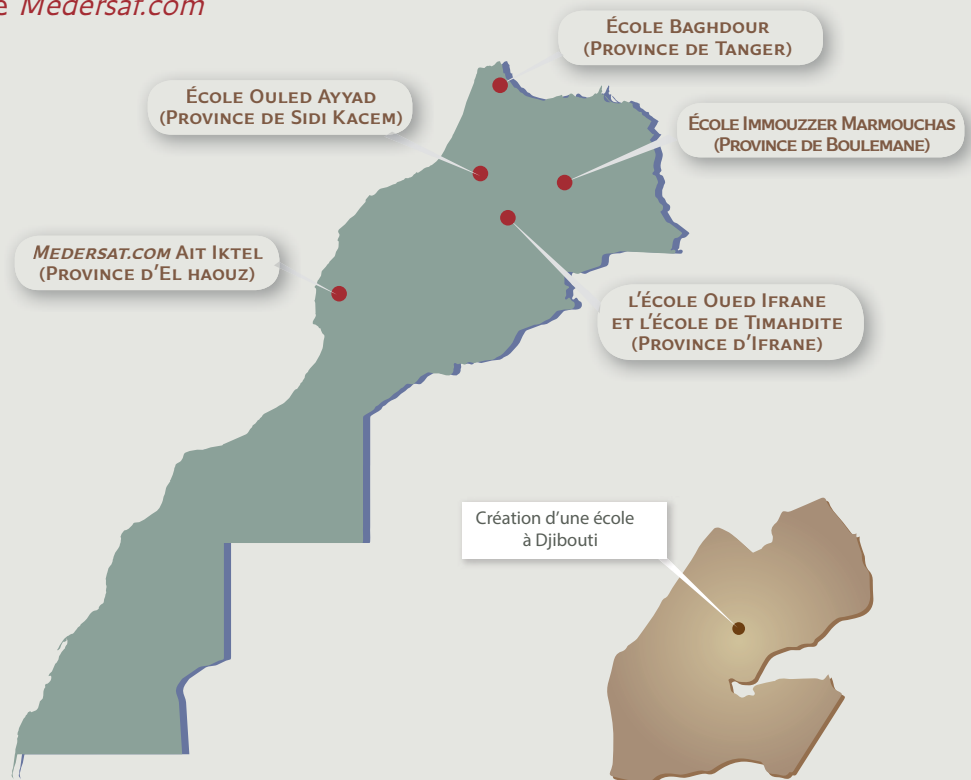 e Medersat.com
ÉCOLE BAGHDOUR
(PROVINCE DE TANGER)
ÉCOLE OULED AYYAD
(PROVINCE DE SIDI KACEM)
ÉCOLE IMMOUZZER MARMOUCHAS
(PROVINCE DE BOULEMANE)
MEDERSAT.COM AIT IKTEL
(PROVINCE D'EL HAOUZ)
L'ÉCOLE OUED IFRANE
ET L'ÉCOLE DE TIMAHDITE
(PROVINCE D'IFRANE)
Création d'une école
à Djibouti